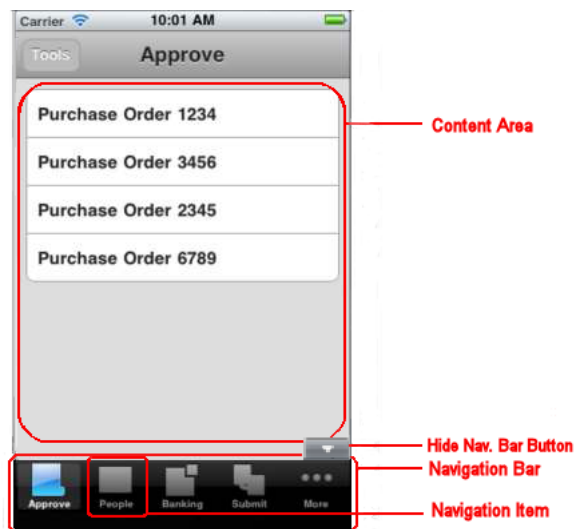 Carrier 10:01 AM
Tools Approve
Purchase Order 1234
Content Area
Purchase Order 3456
Purchase Order 2345
Purchase Order 6789
Hide Nav. Bar Button
Navigation Bar
Approve People Banking Submit More
Navigation Item